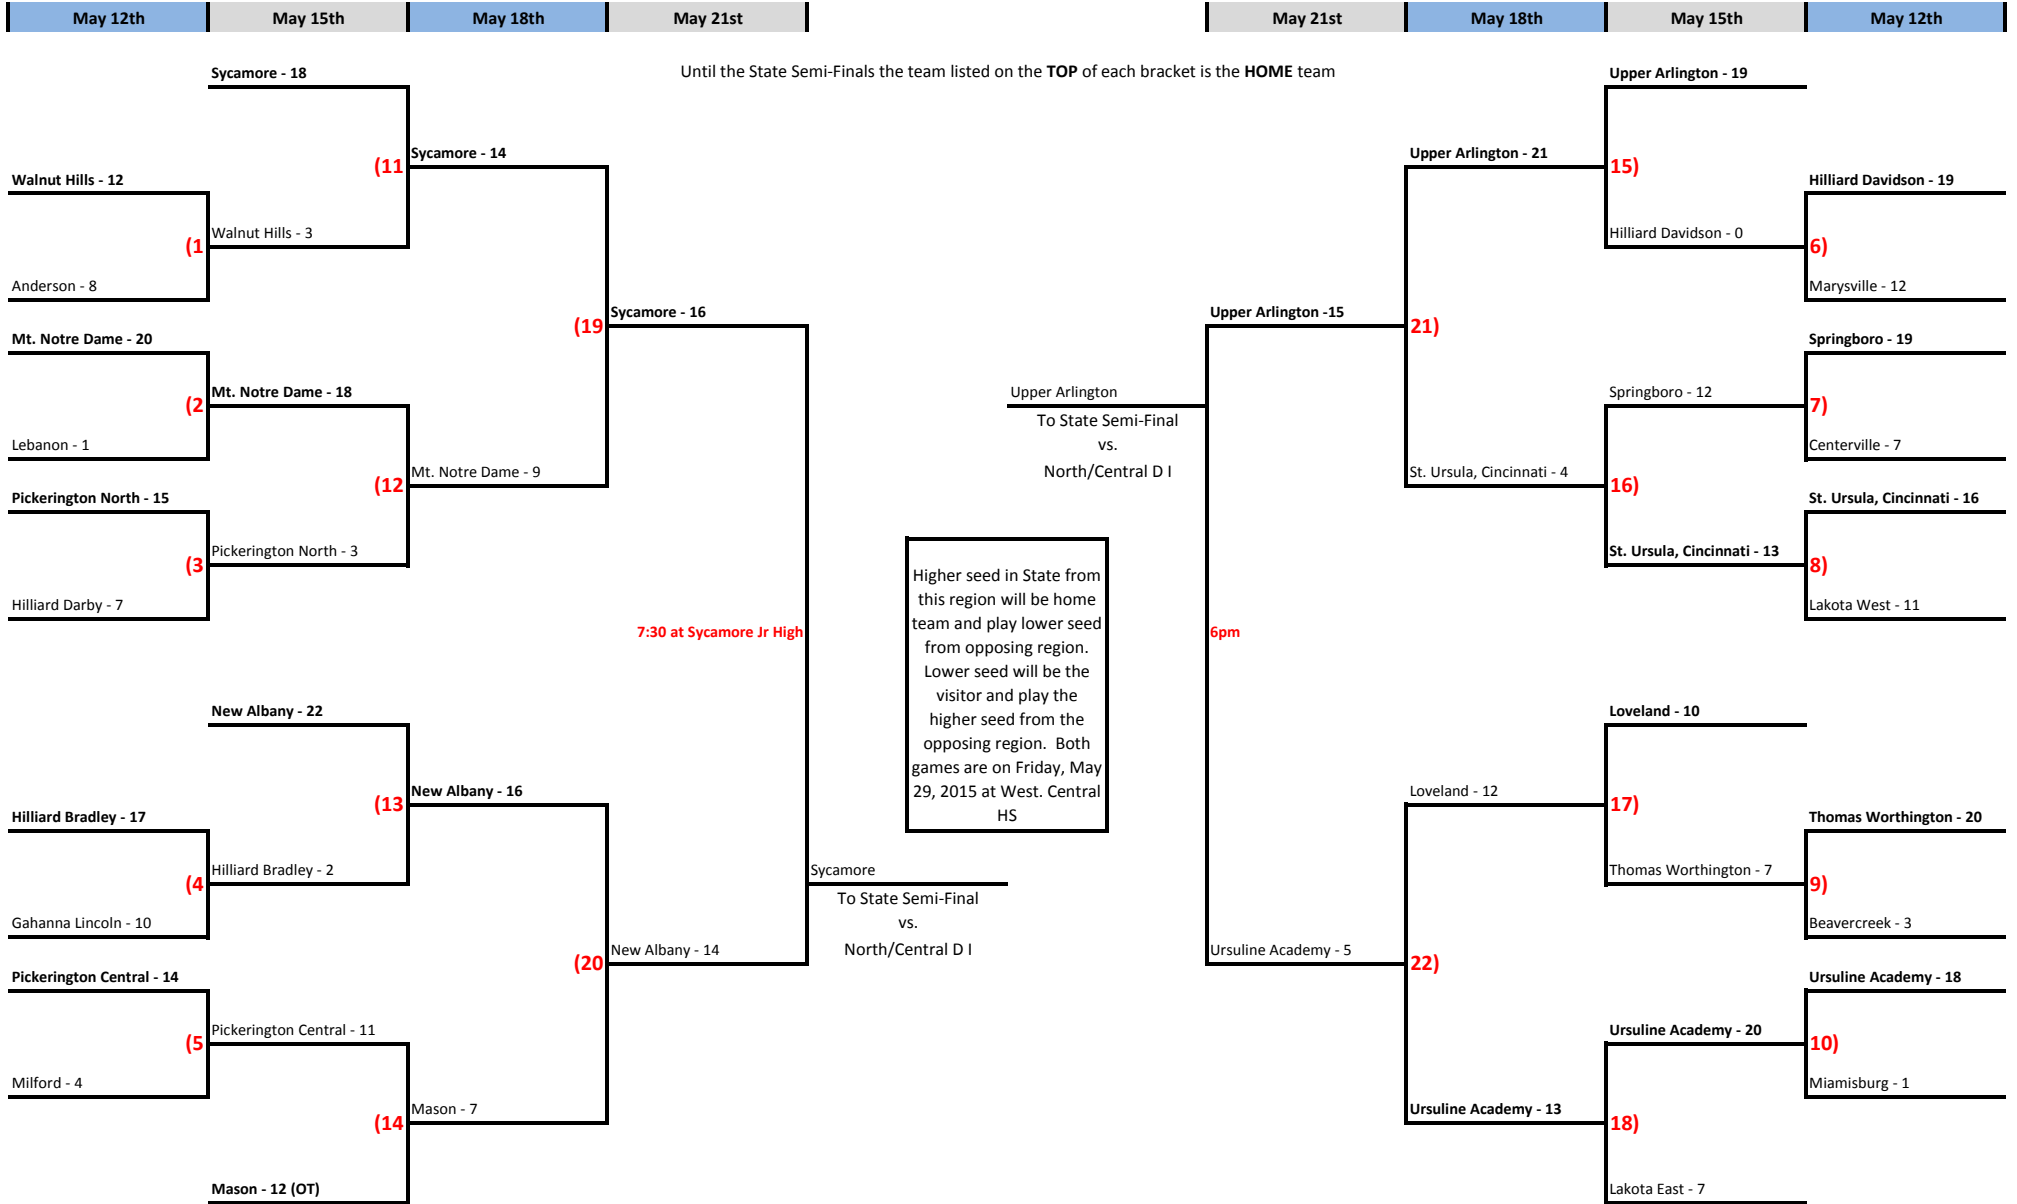 May 12th
May 15th
May 18th
May 21st
May 21st
May 18th
May 15th
May 12th
Until the State Semi-Finals the team listed on the TOP of each bracket is the HOME team
Sycamore - 18
(11
Sycamore - 14
Walnut Hills - 12
Walnut Hills - 3
(1
Anderson - 8
(19
Sycamore - 16
Mt. Notre Dame - 20
Mt. Notre Dame - 18
(2
Lebanon - 1
Mt. Notre Dame - 9
(12
Pickerington North - 15
Pickerington North - 3
(3
Hilliard Darby - 7
7:30 at Sycamore Jr High
New Albany - 22
New Albany - 16
(13
Hilliard Bradley - 17
Hilliard Bradley - 2
(4
Gahanna Lincoln - 10
(20
New Albany - 14
Pickerington Central - 14
Pickerington Central - 11
(5
Milford - 4
Mason - 7
(14
Mason - 12 (OT)
Sycamore
To State Semi-Final
vs.
North/Central D I
Upper Arlington
To State Semi-Final
vs.
North/Central D I
Higher seed in State from
this region will be home
team and play lower seed
from opposing region.
Lower seed will be the
visitor and play the
higher seed from the
opposing region.  Both
games are on Friday, May
29, 2015 at West. Central
HS
Upper Arlington - 19
Upper Arlington - 21
15)
Hilliard Davidson - 19
Hilliard Davidson - 0
6)
Marysville - 12
Upper Arlington -15
21)
Springboro - 19
Springboro - 12
7)
Centerville - 7
St. Ursula, Cincinnati - 4
16)
St. Ursula, Cincinnati - 16
St. Ursula, Cincinnati - 13
8)
Lakota West - 11
6pm
Loveland - 10
Loveland - 12
17)
Thomas Worthington - 20
Thomas Worthington - 7
9)
Beavercreek - 3
Ursuline Academy - 5
22)
Ursuline Academy - 18
Ursuline Academy - 20
10)
Miamisburg - 1
Ursuline Academy - 13
18)
Lakota East - 7